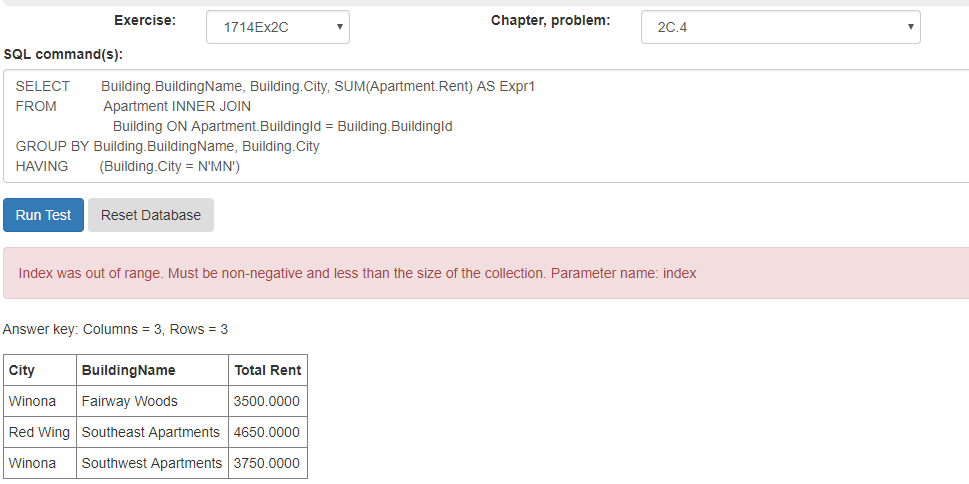 Exercise: 1714Ex2C Chapter, problem: 2C.4
SQL command(s):
SELECT Building.BuildingName, Building.City, SUM(Apartment.Rent) AS Expr1
FROM Apartment INNER JOIN
Building ON Apartment.BuildingId = Building.BuildingId
GROUP BY Building.BuildingName, Building.City
HAVING (Building.City = N'MN')
Run Test Reset Database
Index was out of range. Must be non-negative and less than the size of the collection. Parameter name: index
Answer key: Columns = 3, Rows = 3
City BuildingName Total Rent
Winona Fairway Woods 3500.0000
Red Wing Southeast Apartments 4650.0000
Winona Southwest Apartments 3750.0000